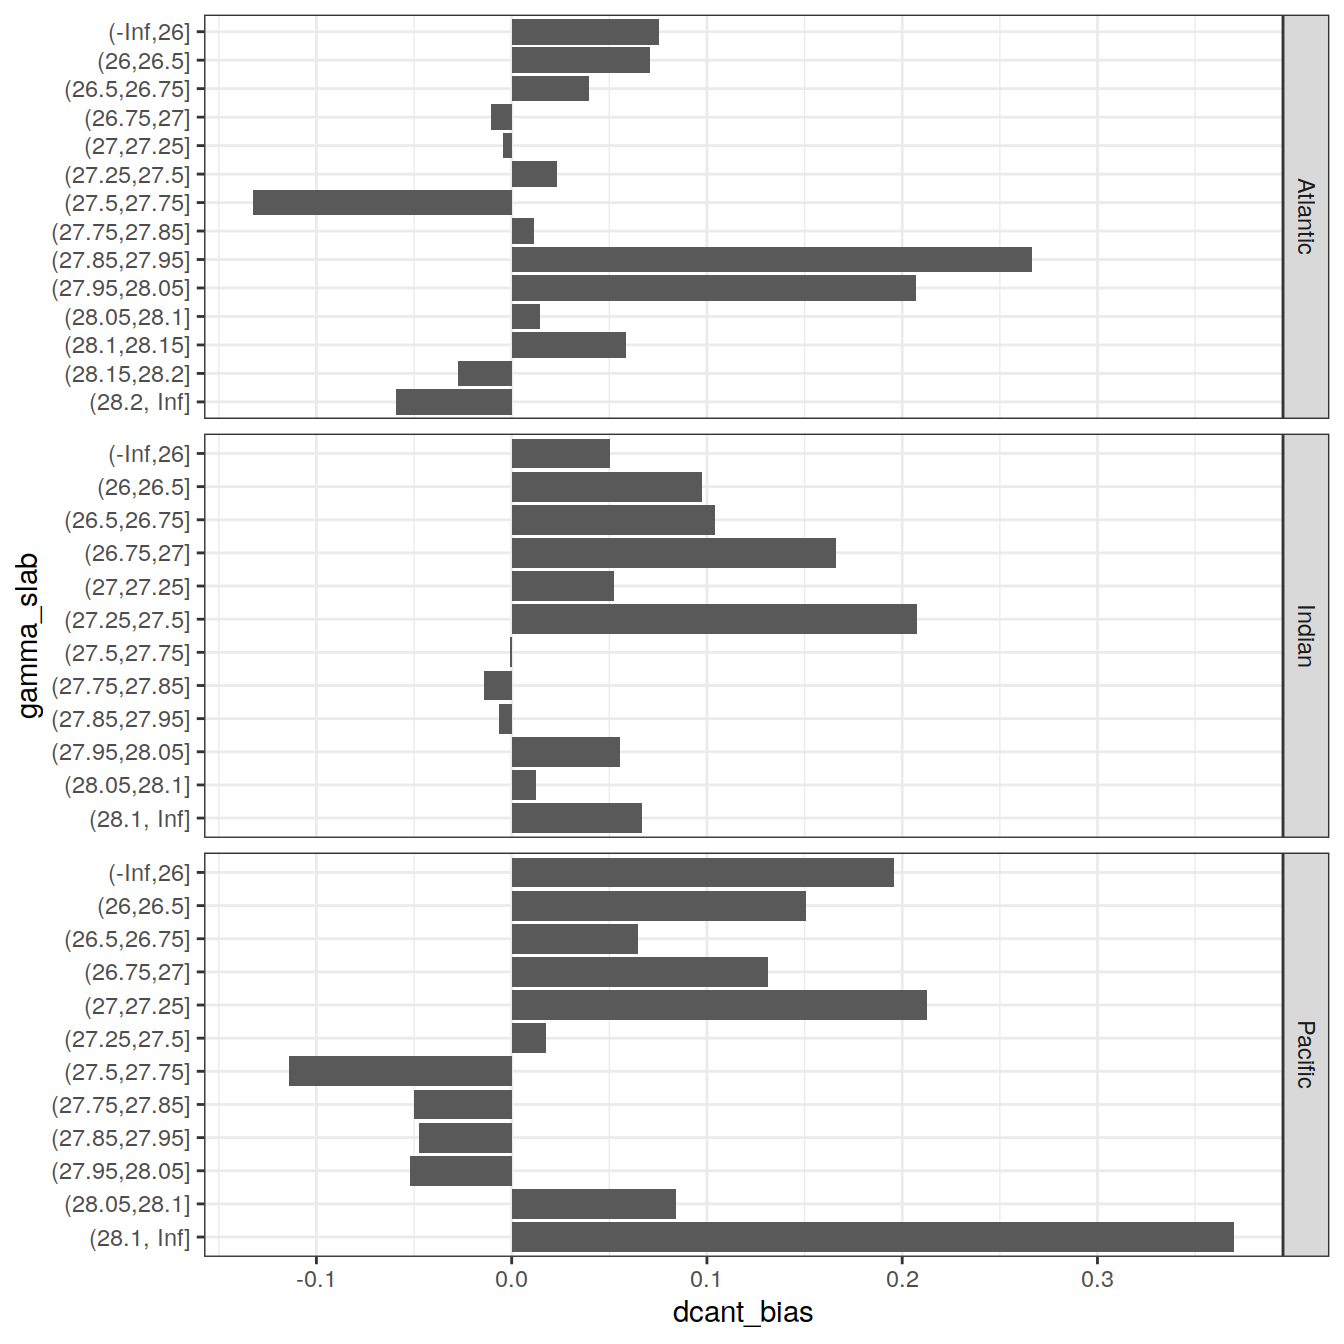 (-Inf,26]
(26,26.5]
(26.5,26.75]
(26.75,27]
(27,27.25]
(27.25,27.5]
(27.5,27.75]
(27.75,27.85]
(27.85,27.95]
(27.95,28.05]
(28.05,28.1]
(28.1,28.15]
(28.15,28.2]
(28.2, Inf]
Atlantic
(-Inf,26]
(26,26.5]
(26.5,26.75]
(26.75,27]
(27,27.25]
(27.25,27.5]
(27.5,27.75]
(27.75,27.85]
(27.85,27.95]
(27.95,28.05]
(28.05,28.1]
(28.1, Inf]
Indian
gamma_slab
(-Inf,26]
(26,26.5]
(26.5,26.75]
(26.75,27]
(27,27.25]
(27.25,27.5]
(27.5,27.75]
(27.75,27.85]
(27.85,27.95]
(27.95,28.05]
(28.05,28.1]
(28.1, Inf]
Pacific
-0.1 0.0 0.1 0.2 0.3
dcant_bias